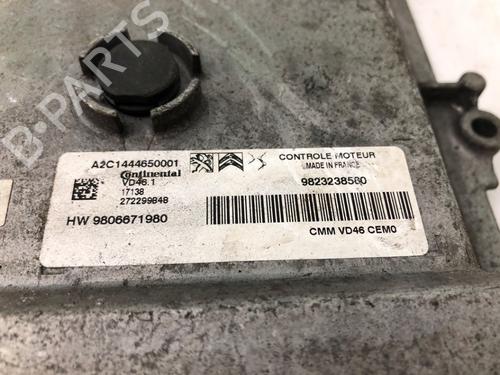 B-PARTS
A2C1444650001
Continental
VD46.1
17138
272299848
HW 9806671980
CONTROLE MOTEUR
MADE IN FRANCE
9823238580
CMM VD46 CEM0